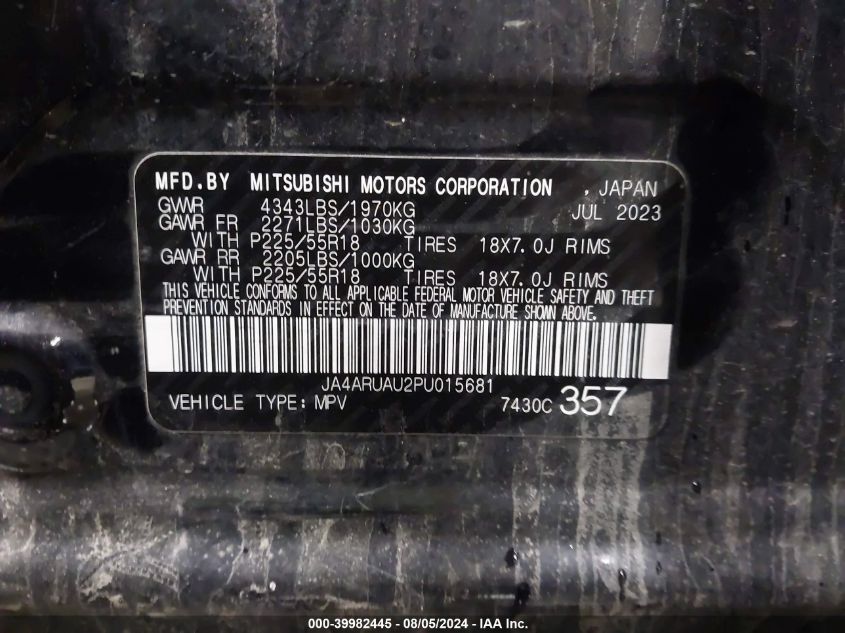 MFD.BY MITSUBISHI MOTORS CORPORATION , JAPAN
GVWR 4343LBS/1970KG JUL 2023
GAWR FR 2271LBS/1030KG
WITH P225/55R18 TIRES 18X7.0J RIMS
GAWR RR 2205LBS/1000KG
WITH P225/55R18 TIRES 18X7.0J RIMS
THIS VEHICLE CONFORMS TO ALL APPLICABLE FEDERAL MOTOR VEHICLE SAFETY AND THEFT
PREVENTION STANDARDS IN EFFECT ON THE DATE OF MANUFACTURE SHOWN ABOVE.
JA4ARUAU2PU015681
VEHICLE TYPE: MPV 7430C 357
000-39982445 - 08/05/2024 - IAA Inc.